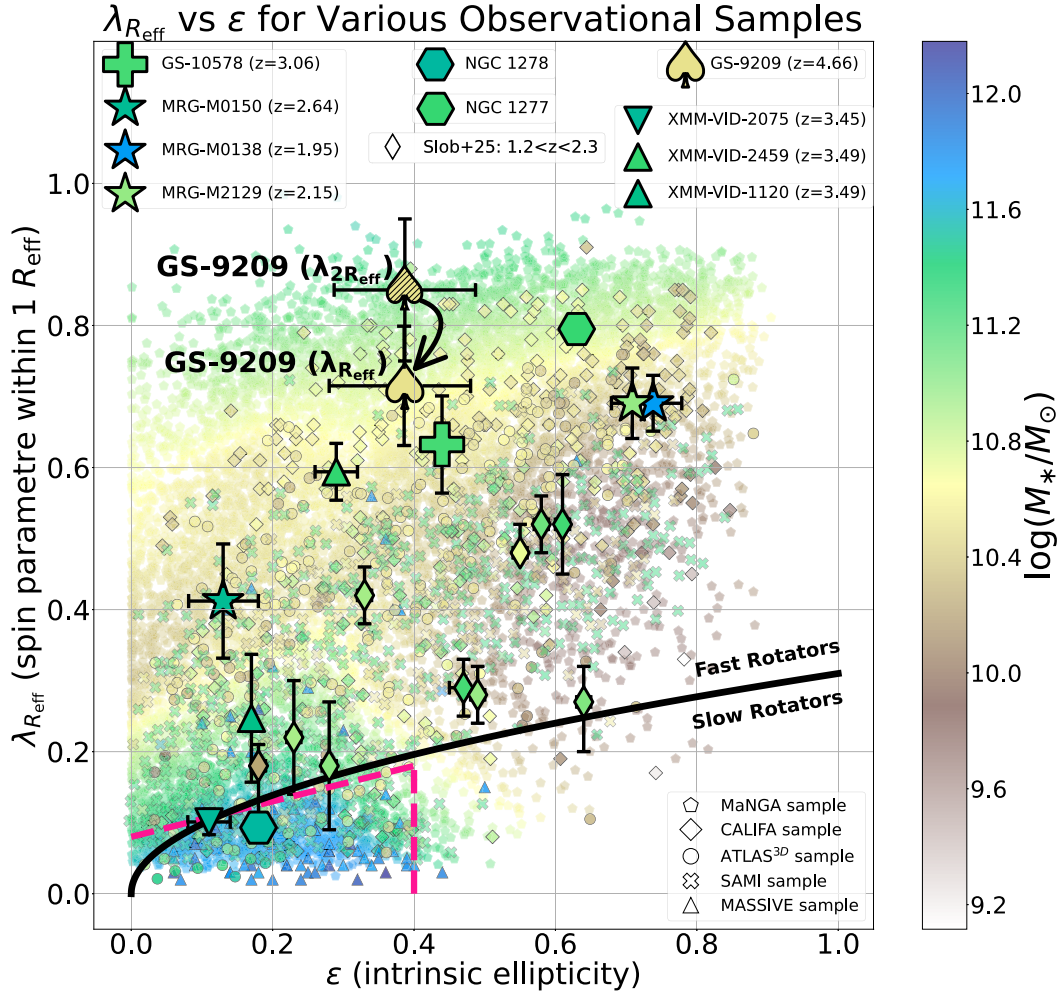 λ_Reff vs ε for Various Observational Samples
GS-10578 (z=3.06)
MRG-M0150 (z=2.64)
MRG-M0138 (z=1.95)
MRG-M2129 (z=2.15)
NGC 1278
NGC 1277
Slob+25: 1.2<z<2.3
GS-9209 (z=4.66)
XMM-VID-2075 (z=3.45)
XMM-VID-2459 (z=3.49)
XMM-VID-1120 (z=3.49)
GS-9209 (λ_2Reff)
GS-9209 (λ_Reff)
Fast Rotators
Slow Rotators
MaNGA sample
CALIFA sample
ATLAS³ᴰ sample
SAMI sample
MASSIVE sample
λ_Reff (spin parametre within 1 R_eff)
1.0
0.8
0.6
0.4
0.2
0.0
0.0 0.2 0.4 0.6 0.8 1.0
ε (intrinsic ellipticity)
12.0
11.6
11.2
10.8
10.4
10.0
9.6
9.2
log(M_*/M_⊙)